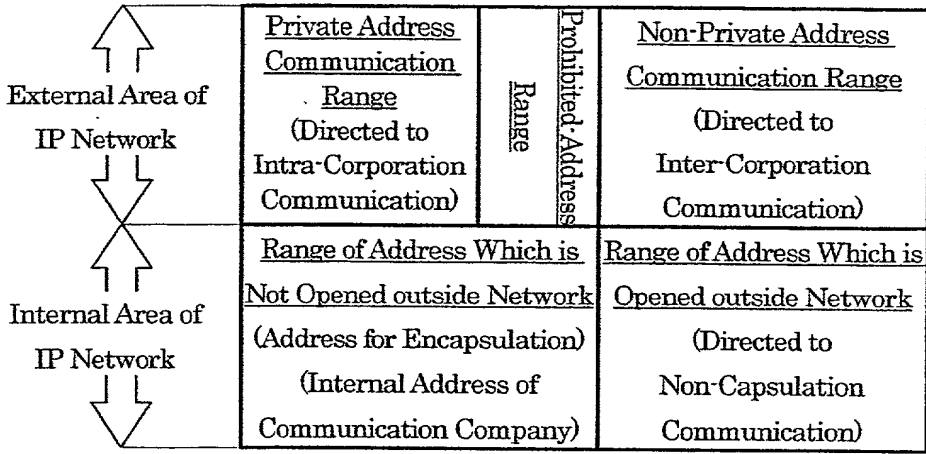 External Area of
IP Network
Private Address
Communication
Range
(Directed to
Intra-Corporation
Communication)
Prohibited-Address
Range
Non-Private Address
Communication Range
(Directed to
Inter-Corporation
Communication)
Internal Area of
IP Network
Range of Address Which is
Not Opened outside Network
(Address for Encapsulation)
(Internal Address of
Communication Company)
Range of Address Which is
Opened outside Network
(Directed to
Non-Capsulation
Communication)